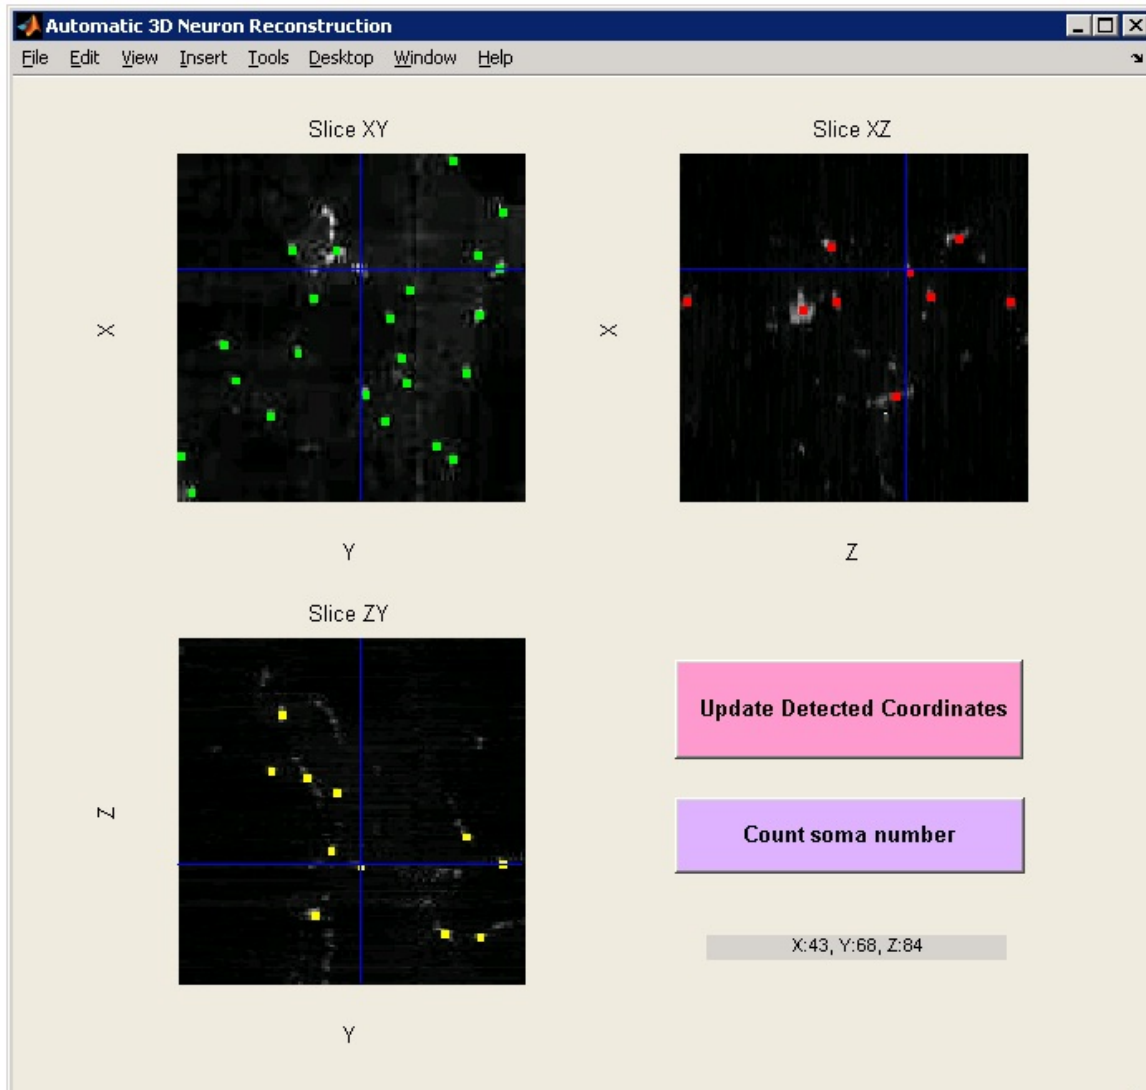 Automatic 3D Neuron Reconstruction
File Edit View Insert Tools Desktop Window Help
Slice XY
Slice XZ
X
X
Y
Z
Slice ZY
Z
Update Detected Coordinates
Count soma number
X:43, Y:68, Z:84
Y